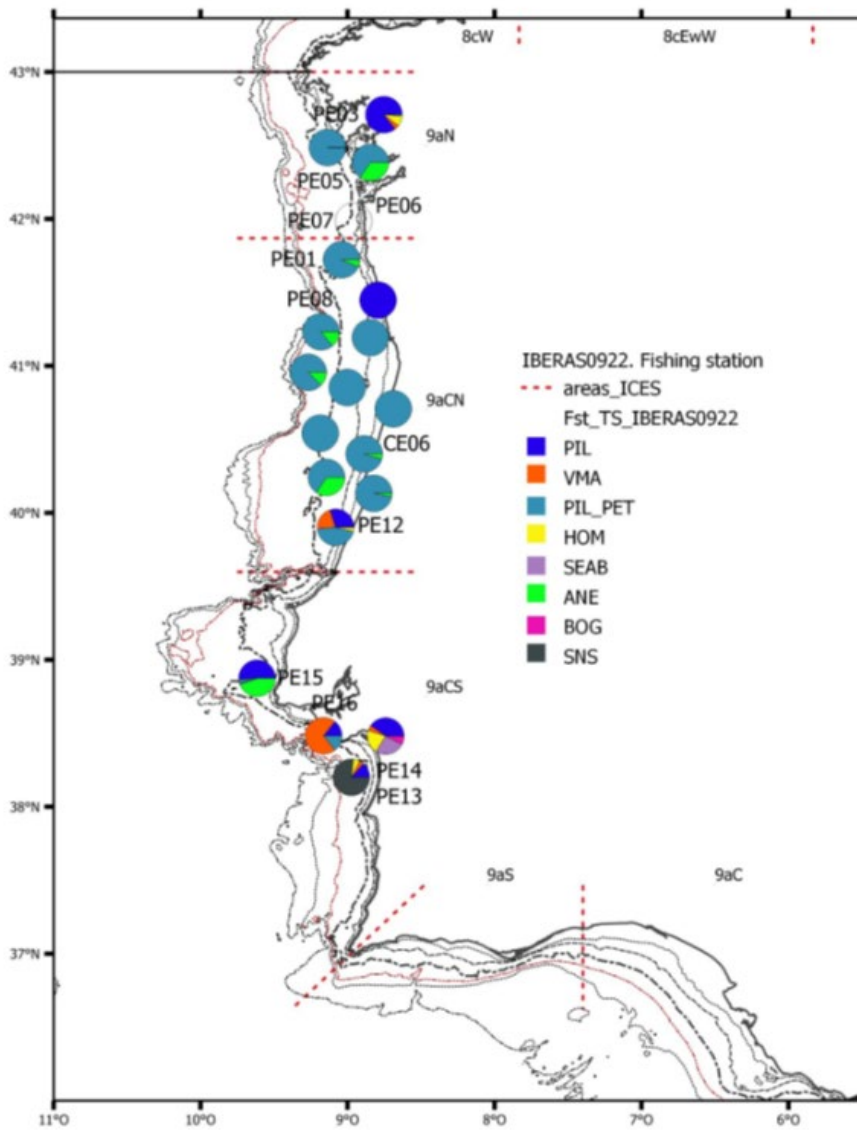 8cW
8cEwW
43°N
PE03
9aN
PE05
PE06
42°N
PE07
PE01
PE08
41°N
IBERAS0922. Fishing station
areas_ICES
Fst_TS_IBERAS0922
9aCN
CE06
PIL
VMA
PIL_PET
40°N
PE12
HOM
SEAB
ANE
BOG
SNS
39°N
PE15
9aCS
PE16
PE14
PE13
38°N
9aS
9aC
37°N
11°O
10°O
9°O
8°O
7°O
6°O